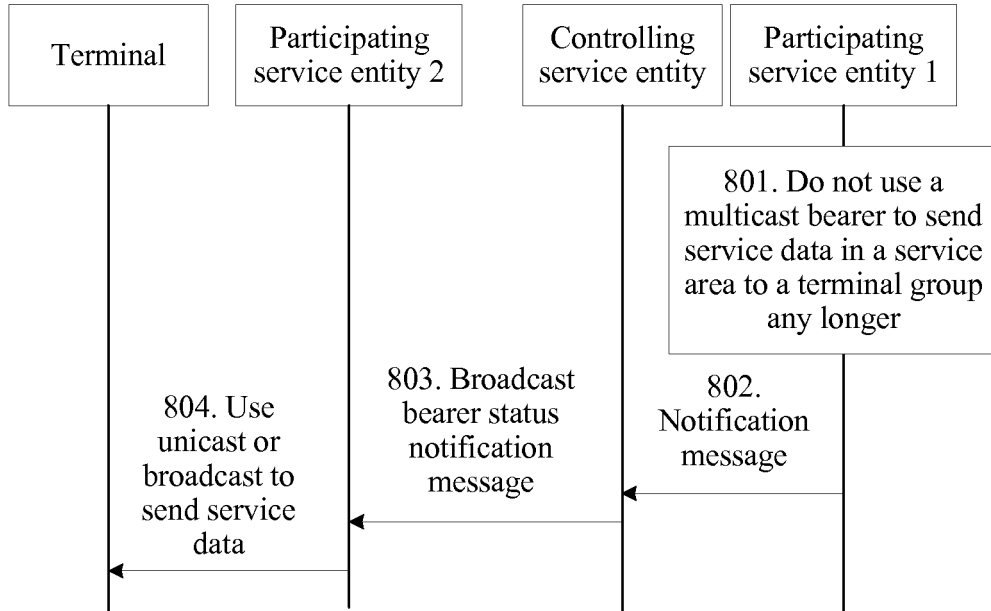 Terminal
Participating
service entity 2
Controlling
service entity
Participating
service entity 1
801. Do not use a
multicast bearer to send
service data in a service
area to a terminal group
any longer
802.
Notification
message
803. Broadcast
bearer status
notification
message
804. Use
unicast or
broadcast to
send service
data